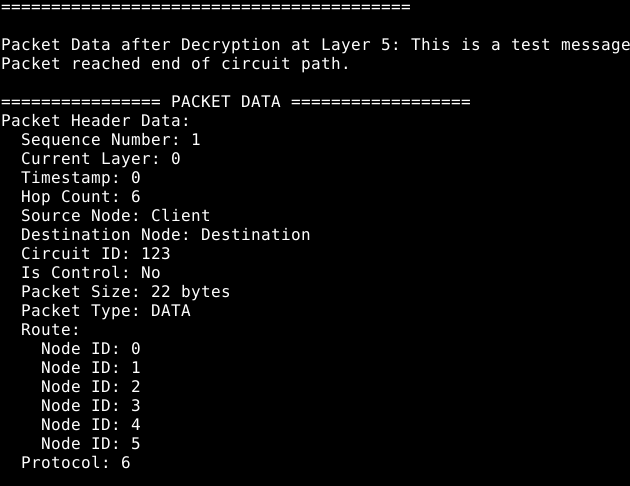 =========================================
Packet Data after Decryption at Layer 5: This is a test message
Packet reached end of circuit path.
================ PACKET DATA ==================
Packet Header Data:
  Sequence Number: 1
  Current Layer: 0
  Timestamp: 0
  Hop Count: 6
  Source Node: Client
  Destination Node: Destination
  Circuit ID: 123
  Is Control: No
  Packet Size: 22 bytes
  Packet Type: DATA
  Route:
    Node ID: 0
    Node ID: 1
    Node ID: 2
    Node ID: 3
    Node ID: 4
    Node ID: 5
  Protocol: 6